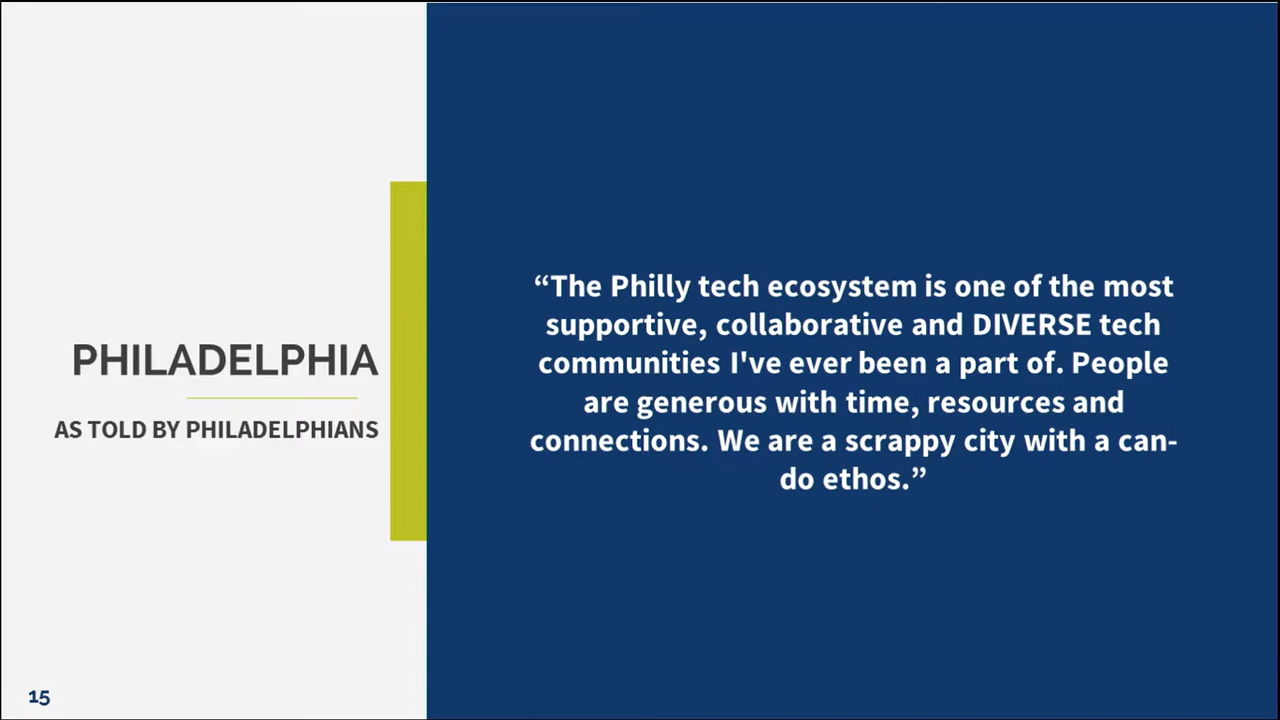 PHILADELPHIA
AS TOLD BY PHILADELPHIANS
“The Philly tech ecosystem is one of the most
supportive, collaborative and DIVERSE tech
communities I've ever been a part of. People
are generous with time, resources and
connections. We are a scrappy city with a can-
do ethos.”
15